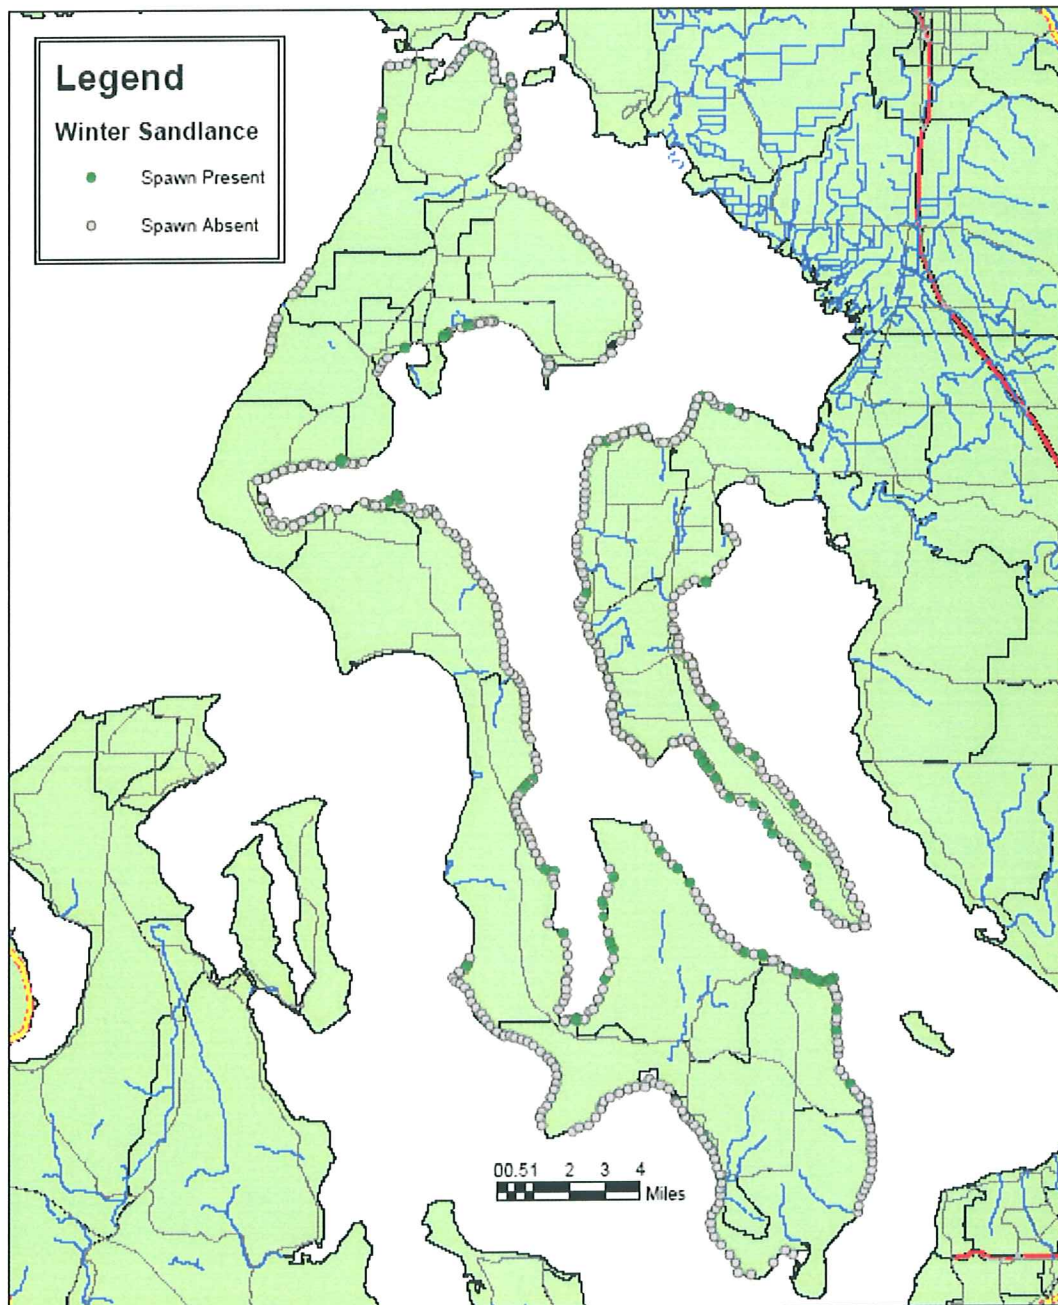 Legend
Winter Sandlance
Spawn Present
Spawn Absent
00.51 2 3 4
Miles